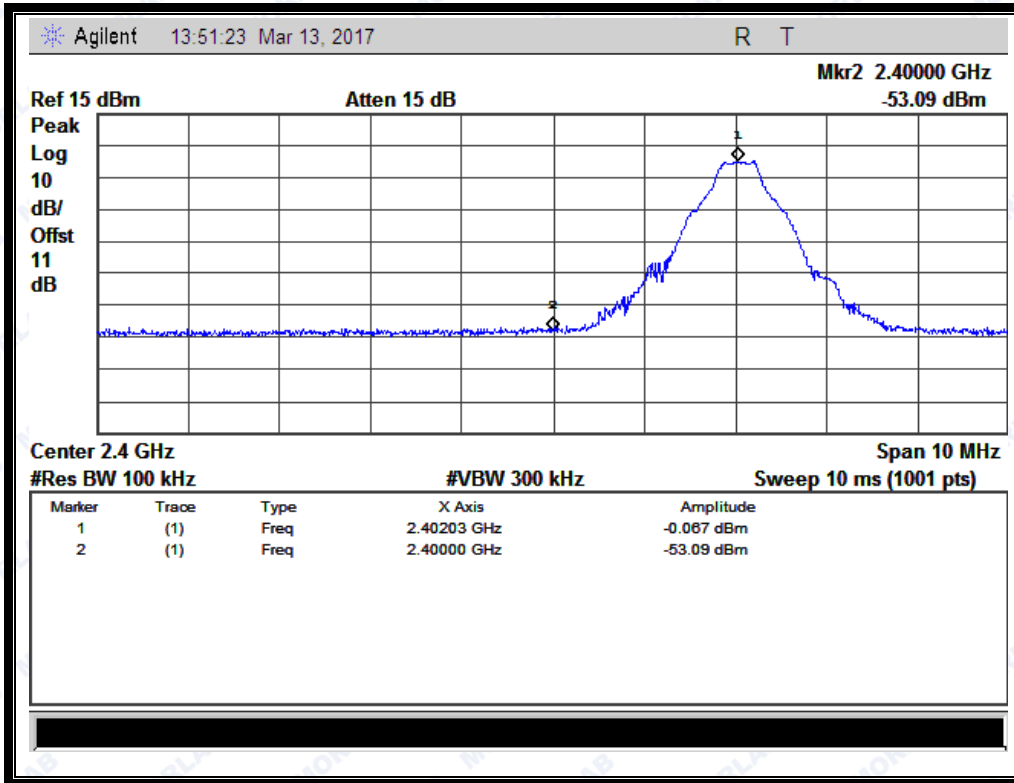 Agilent 13:51:23 Mar 13, 2017 R T
Mkr2 2.40000 GHz
Ref 15 dBm Atten 15 dB -53.09 dBm
Peak
Log
10
dB/
Offst
11
dB
1
2
Center 2.4 GHz Span 10 MHz
#Res BW 100 kHz #VBW 300 kHz Sweep 10 ms (1001 pts)
Marker Trace Type X Axis Amplitude
1 (1) Freq 2.40203 GHz -0.067 dBm
2 (1) Freq 2.40000 GHz -53.09 dBm